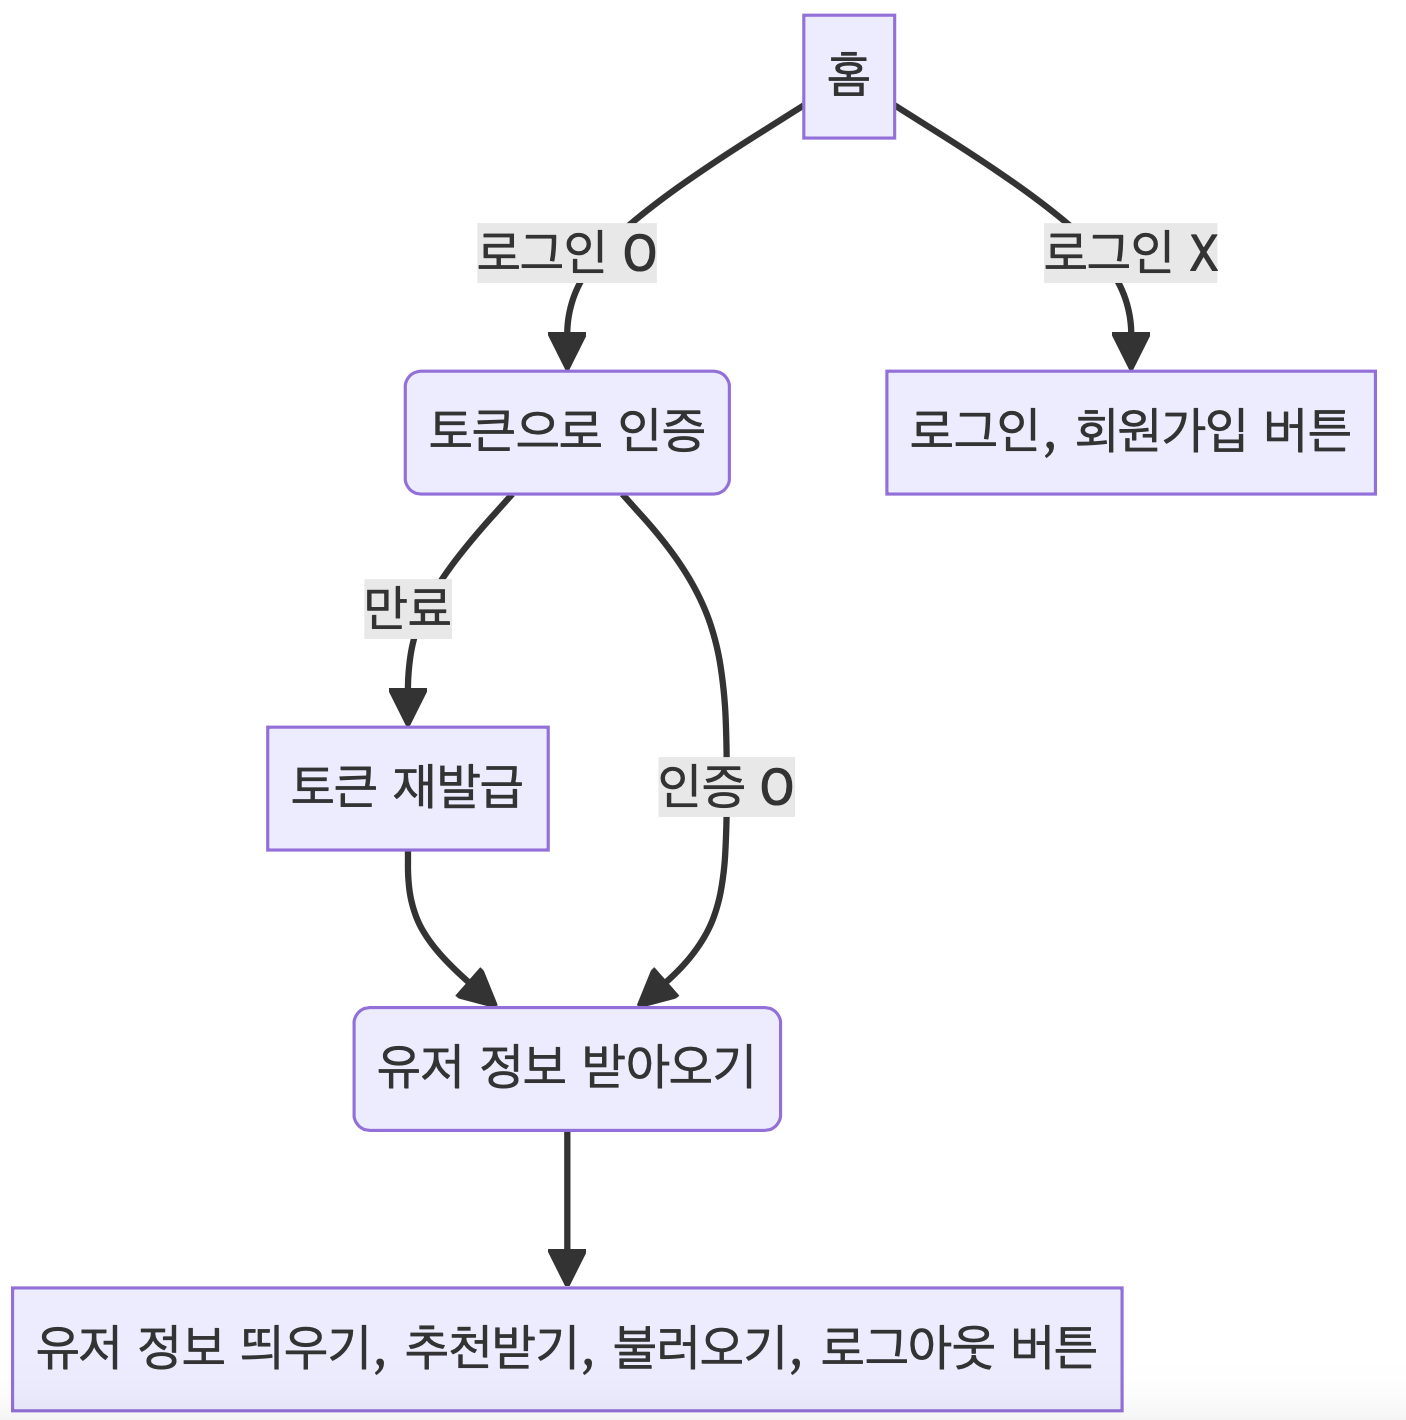 홈
로그인 O
로그인 X
토큰으로 인증
로그인, 회원가입 버튼
만료
토큰 재발급
인증 O
유저 정보 받아오기
유저 정보 띄우기, 추천받기, 불러오기, 로그아웃 버튼